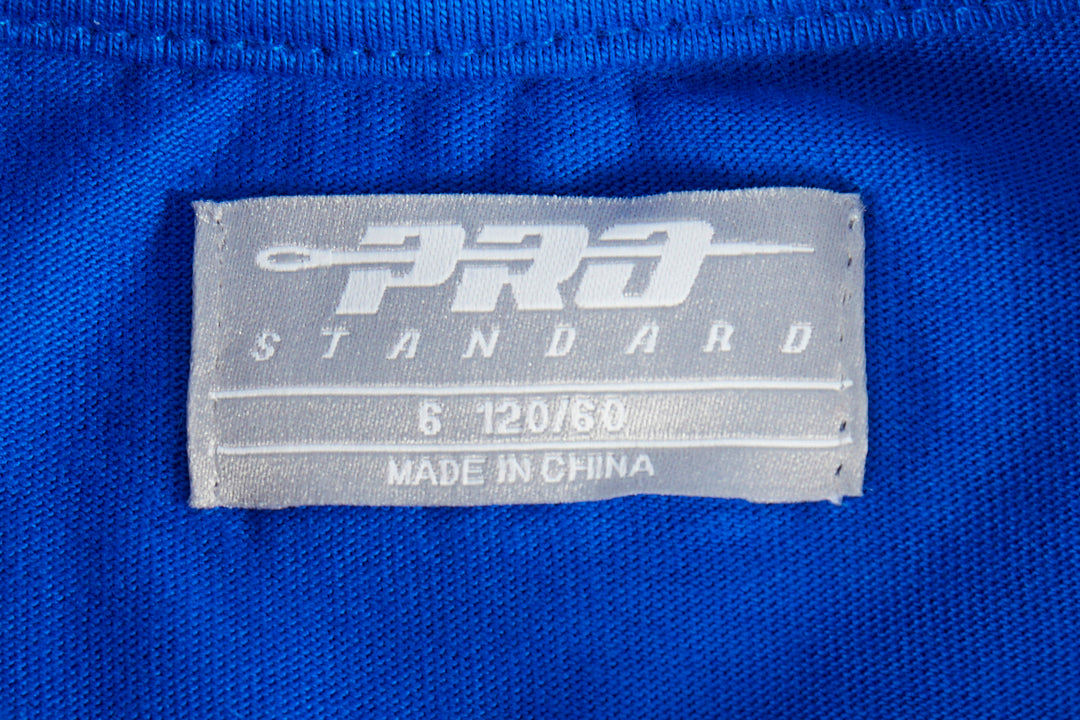 PRO
STANDARD
6 120/60
MADE IN CHINA